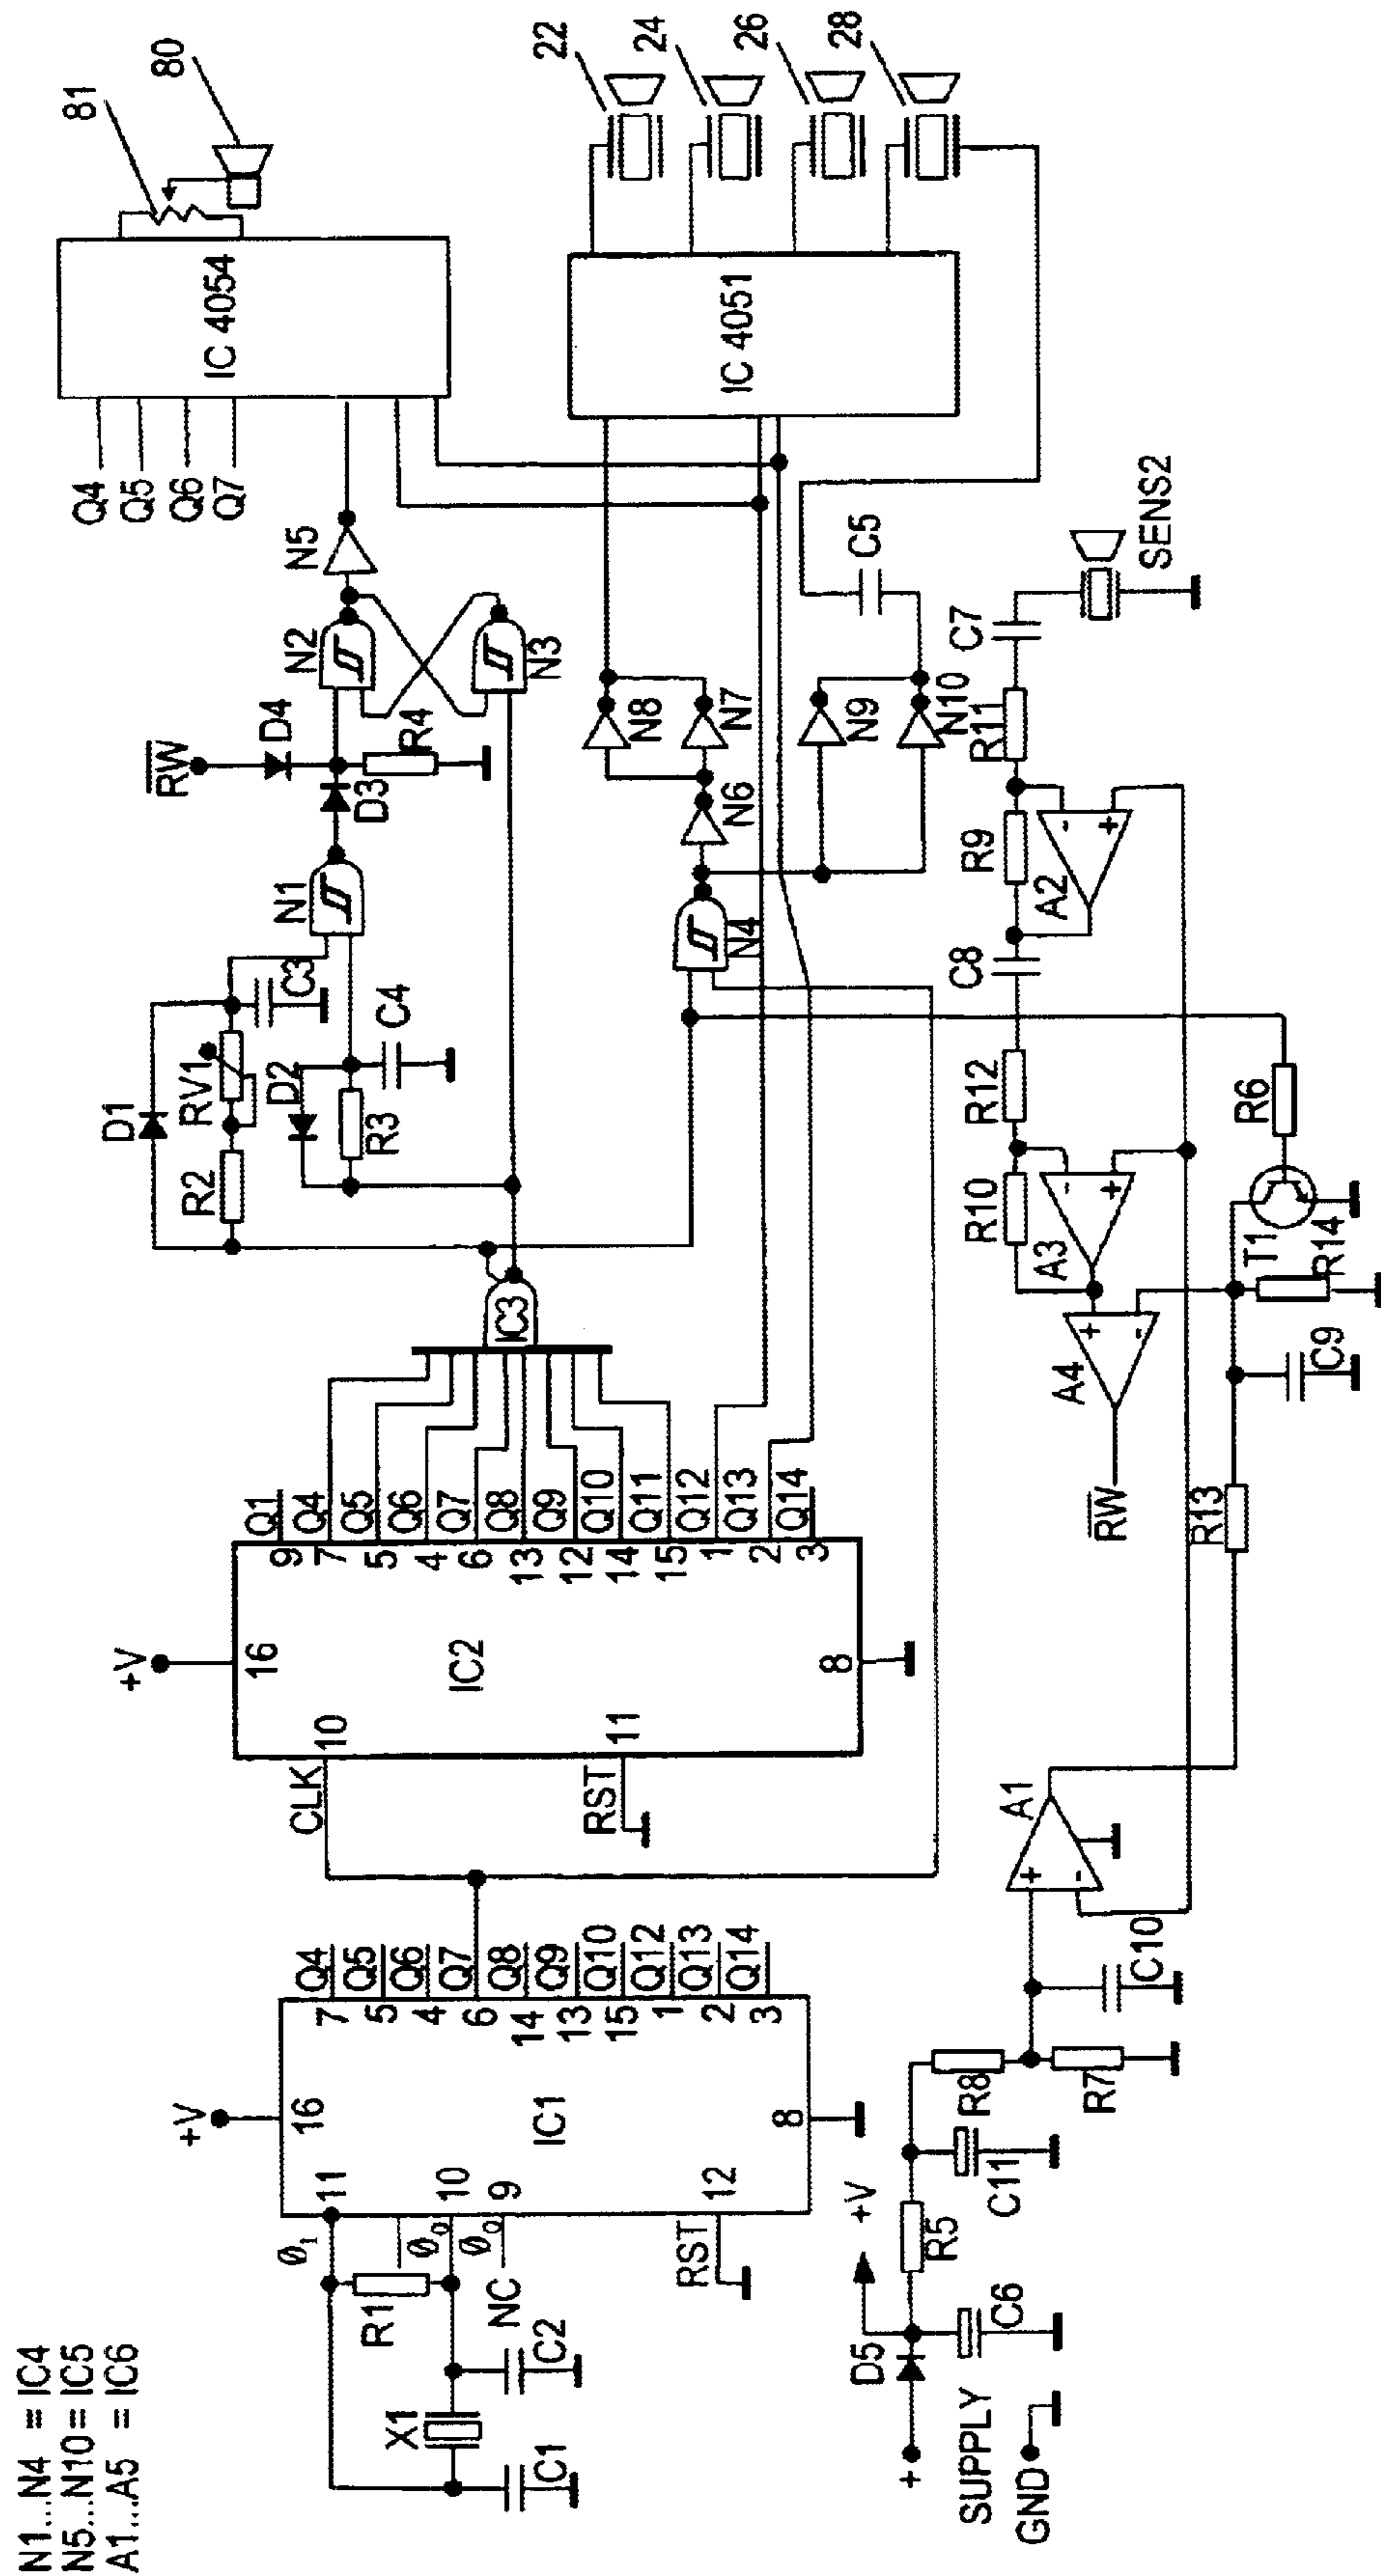 N1...N4 = IC4
N5...N10 = IC5
A1...A5 = IC6
+V
16
11
10
9
12
8
IC1
Ø1
Ø0
Ø0
NC
RST
R1
X1
C1
C2
Q4
Q5
Q6
Q7
Q8
Q9
Q10
Q12
Q13
Q14
7
5
4
6
14
13
15
1
2
3
+V
16
CLK
10
IC2
RST
11
8
Q1
Q4
Q5
Q6
Q7
Q8
Q9
Q10
Q11
Q12
Q13
Q14
9
7
5
4
6
13
12
14
15
1
2
3
IC3
D1
R2
RV1
C3
D2
R3
C4
N1
RW
D4
D3
R4
N2
N3
N5
Q4
Q5
Q6
Q7
IC 4054
81
80
N4
N6
N8
N7
N9
N10
C5
IC 4051
22
24
26
28
+
SUPPLY
GND
D5
+V
C6
R5
C11
R8
R7
C10
+
-
A1
R13
RW
A4
+
-
C9
R14
T1
R6
A3
-
+
R10
R12
C8
A2
-
+
R9
R11
C7
SENS2